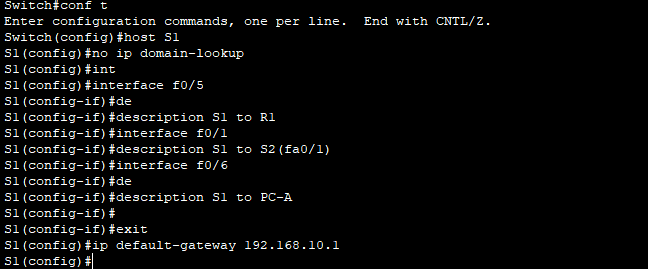 Switch#conf t
Enter configuration commands, one per line.  End with CNTL/Z.
Switch(config)#host S1
S1(config)#no ip domain-lookup
S1(config)#int
S1(config)#interface f0/5
S1(config-if)#de
S1(config-if)#description S1 to R1
S1(config-if)#interface f0/1
S1(config-if)#description S1 to S2(fa0/1)
S1(config-if)#interface f0/6
S1(config-if)#de
S1(config-if)#description S1 to PC-A
S1(config-if)#
S1(config-if)#exit
S1(config)#ip default-gateway 192.168.10.1
S1(config)#